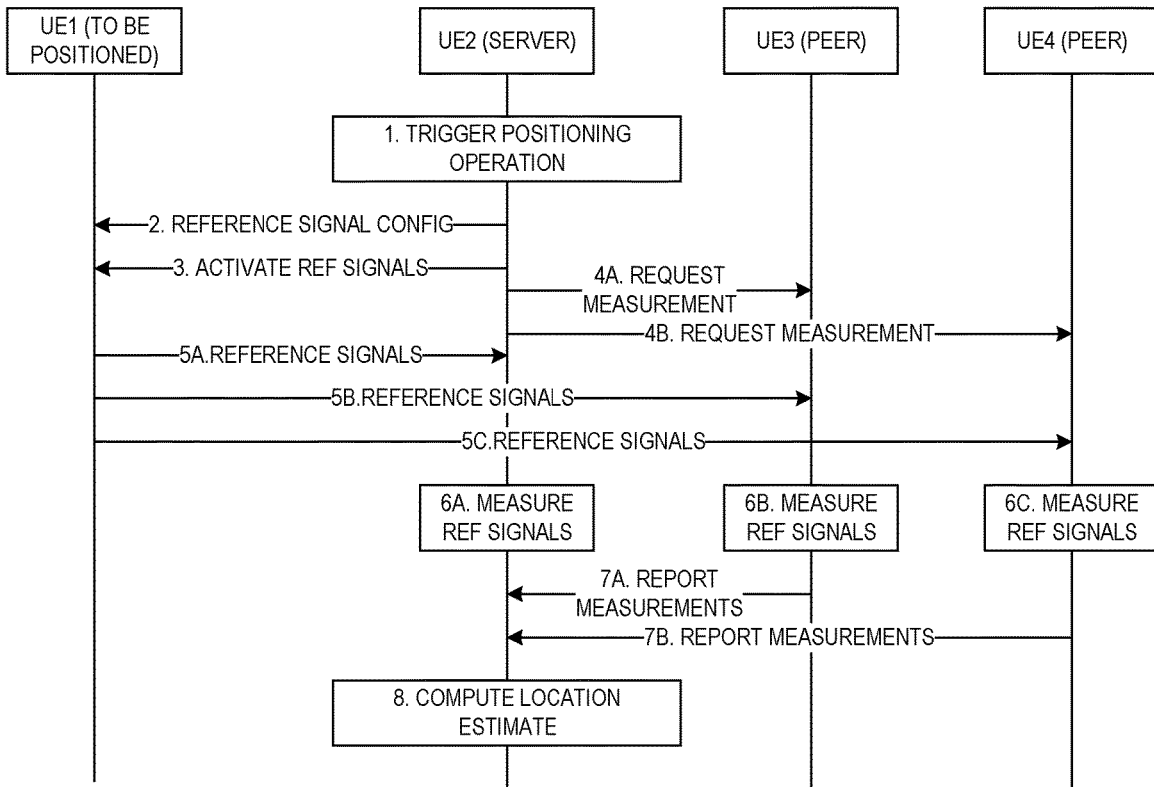 UE1 (TO BE
POSITIONED)
UE2 (SERVER)
UE3 (PEER)
UE4 (PEER)
1. TRIGGER POSITIONING
OPERATION
2. REFERENCE SIGNAL CONFIG
3. ACTIVATE REF SIGNALS
4A. REQUEST
MEASUREMENT
4B. REQUEST MEASUREMENT
5A.REFERENCE SIGNALS
5B.REFERENCE SIGNALS
5C.REFERENCE SIGNALS
6A. MEASURE
REF SIGNALS
6B. MEASURE
REF SIGNALS
6C. MEASURE
REF SIGNALS
7A. REPORT
MEASUREMENTS
7B. REPORT MEASUREMENTS
8. COMPUTE LOCATION
ESTIMATE